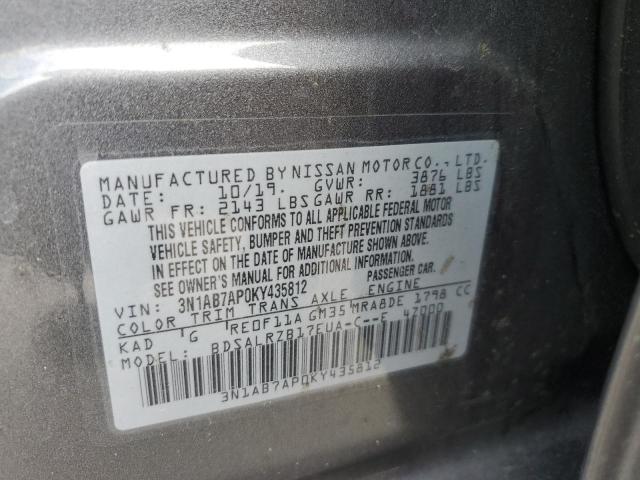 MANUFACTURED BY NISSAN MOTOR CO., LTD.
DATE: 10/19. GVWR: 3876 LBS
GAWR FR: 2143 LBS GAWR RR: 1881 LBS
THIS VEHICLE CONFORMS TO ALL APPLICABLE FEDERAL MOTOR
VEHICLE SAFETY, BUMPER AND THEFT PREVENTION STANDARDS
IN EFFECT ON THE DATE OF MANUFACTURE SHOWN ABOVE.
SEE OWNER'S MANUAL FOR ADDITIONAL INFORMATION.
VIN: 3N1AB7AP0KY435812 PASSENGER CAR.
COLOR TRIM TRANS AXLE ENGINE
KAD G RE0F11A GM35 MRA8DE 1798 CC
MODEL: BDSALRZB17EUA-C--E 47000
3N1AB7AP0KY435812